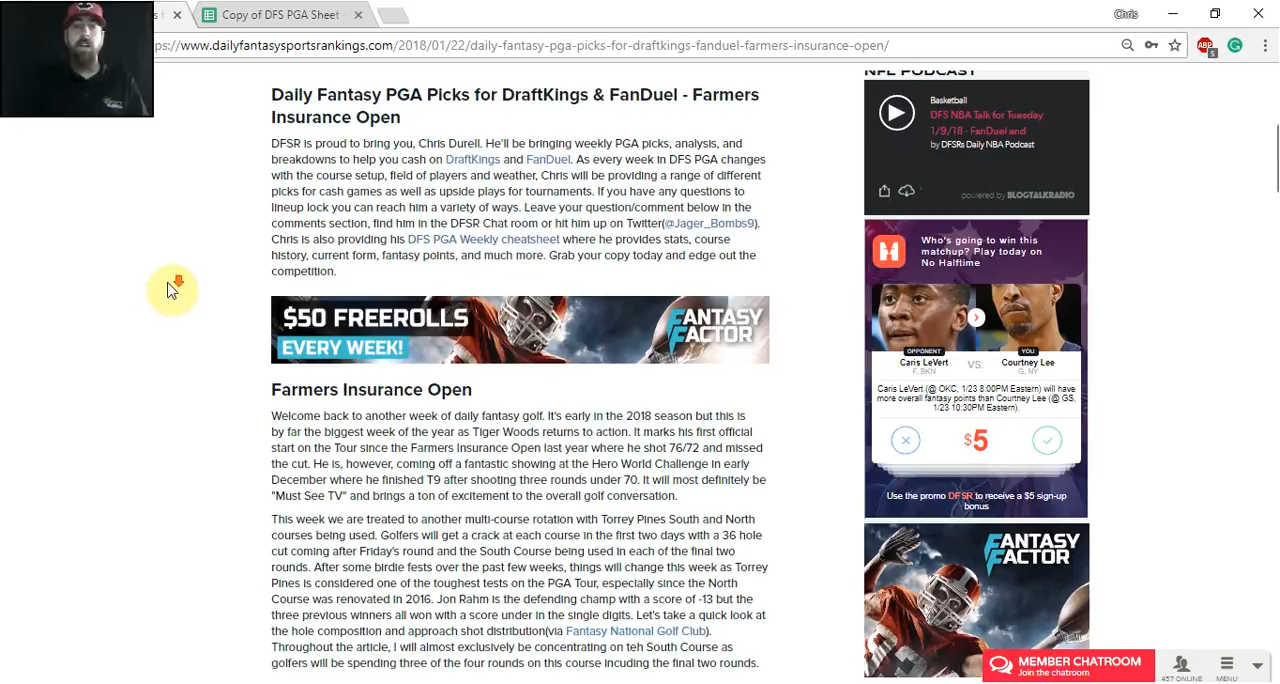 Copy of DFS PGA Sheet
Chris
ps://www.dailyfantasysportsrankings.com/2018/01/22/daily-fantasy-pga-picks-for-draftkings-fanduel-farmers-insurance-open/
ABP
5
Daily Fantasy PGA Picks for DraftKings & FanDuel - Farmers
Insurance Open
DFSR is proud to bring you, Chris Durell. He'll be bringing weekly PGA picks, analysis, and
breakdowns to help you cash on DraftKings and FanDuel. As every week in DFS PGA changes
with the course setup, field of players and weather, Chris will be providing a range of different
picks for cash games as well as upside plays for tournaments. If you have any questions to
lineup lock you can reach him a variety of ways. Leave your question/comment below in the
comments section, find him in the DFSR Chat room or hit him up on Twitter(@Jager_Bombs9).
Chris is also providing his DFS PGA Weekly cheatsheet where he provides stats, course
history, current form, fantasy points, and much more. Grab your copy today and edge out the
competition.
$50 FREEROLLS
EVERY WEEK!
FANTASY
FACTOR
Farmers Insurance Open
Welcome back to another week of daily fantasy golf. It's early in the 2018 season but this is
by far the biggest week of the year as Tiger Woods returns to action. It marks his first official
start on the Tour since the Farmers Insurance Open last year where he shot 76/72 and missed
the cut. He is, however, coming off a fantastic showing at the Hero World Challenge in early
December where he finished T9 after shooting three rounds under 70. It will most definitely be
"Must See TV" and brings a ton of excitement to the overall golf conversation.
This week we are treated to another multi-course rotation with Torrey Pines South and North
courses being used. Golfers will get a crack at each course in the first two days with a 36 hole
cut coming after Friday's round and the South Course being used in each of the final two
rounds. After some birdie fests over the past few weeks, things will change this week as Torrey
Pines is considered one of the toughest tests on the PGA Tour, especially since the North
Course was renovated in 2016. Jon Rahm is the defending champ with a score of -13 but the
three previous winners all won with a score under in the single digits. Let's take a quick look at
the hole composition and approach shot distribution(via Fantasy National Golf Club).
Throughout the article, I will almost exclusively be concentrating on teh South Course as
golfers will be spending three of the four rounds on this course incuding the final two rounds.
NFL PODCAST
Basketball
DFS NBA Talk for Tuesday
1/9/18 - FanDuel and
by DFSRs Daily NBA Podcast
powered by BLOGTALKRADIO
Who's going to win this
matchup? Play today on
No Halftime
OPPONENT
YOU
Caris LeVert
VS.
Courtney Lee
F, BKN
G, NY
Caris LeVert (@ OKC, 1/23 8:00PM Eastern) will have
more overall fantasy points than Courtney Lee (@ GS,
1/23 10:30PM Eastern).
$5
Use the promo DFSR to receive a $5 sign-up
bonus
FANTASY
FACTOR
MEMBER CHATROOM
Join the chatroom
457 ONLINE
MENU